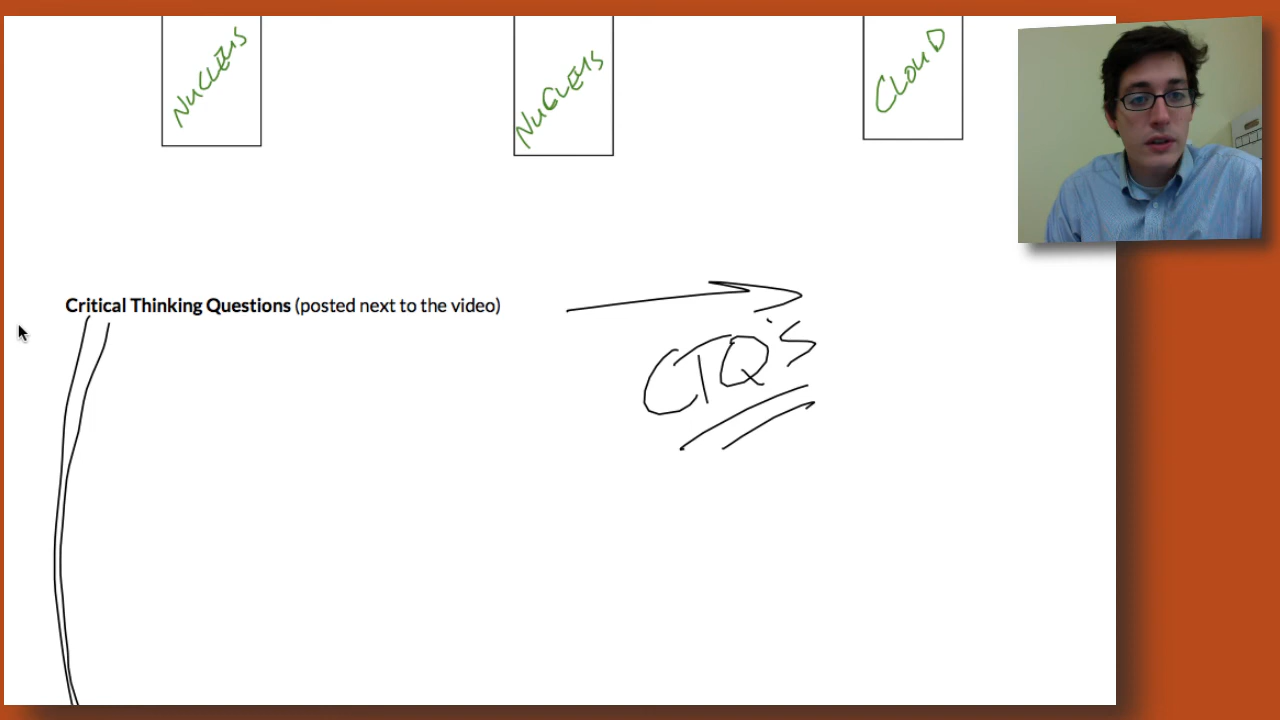 NUCLEUS
NUCLEUS
CLOUD
Critical Thinking Questions (posted next to the video)
CTQ's